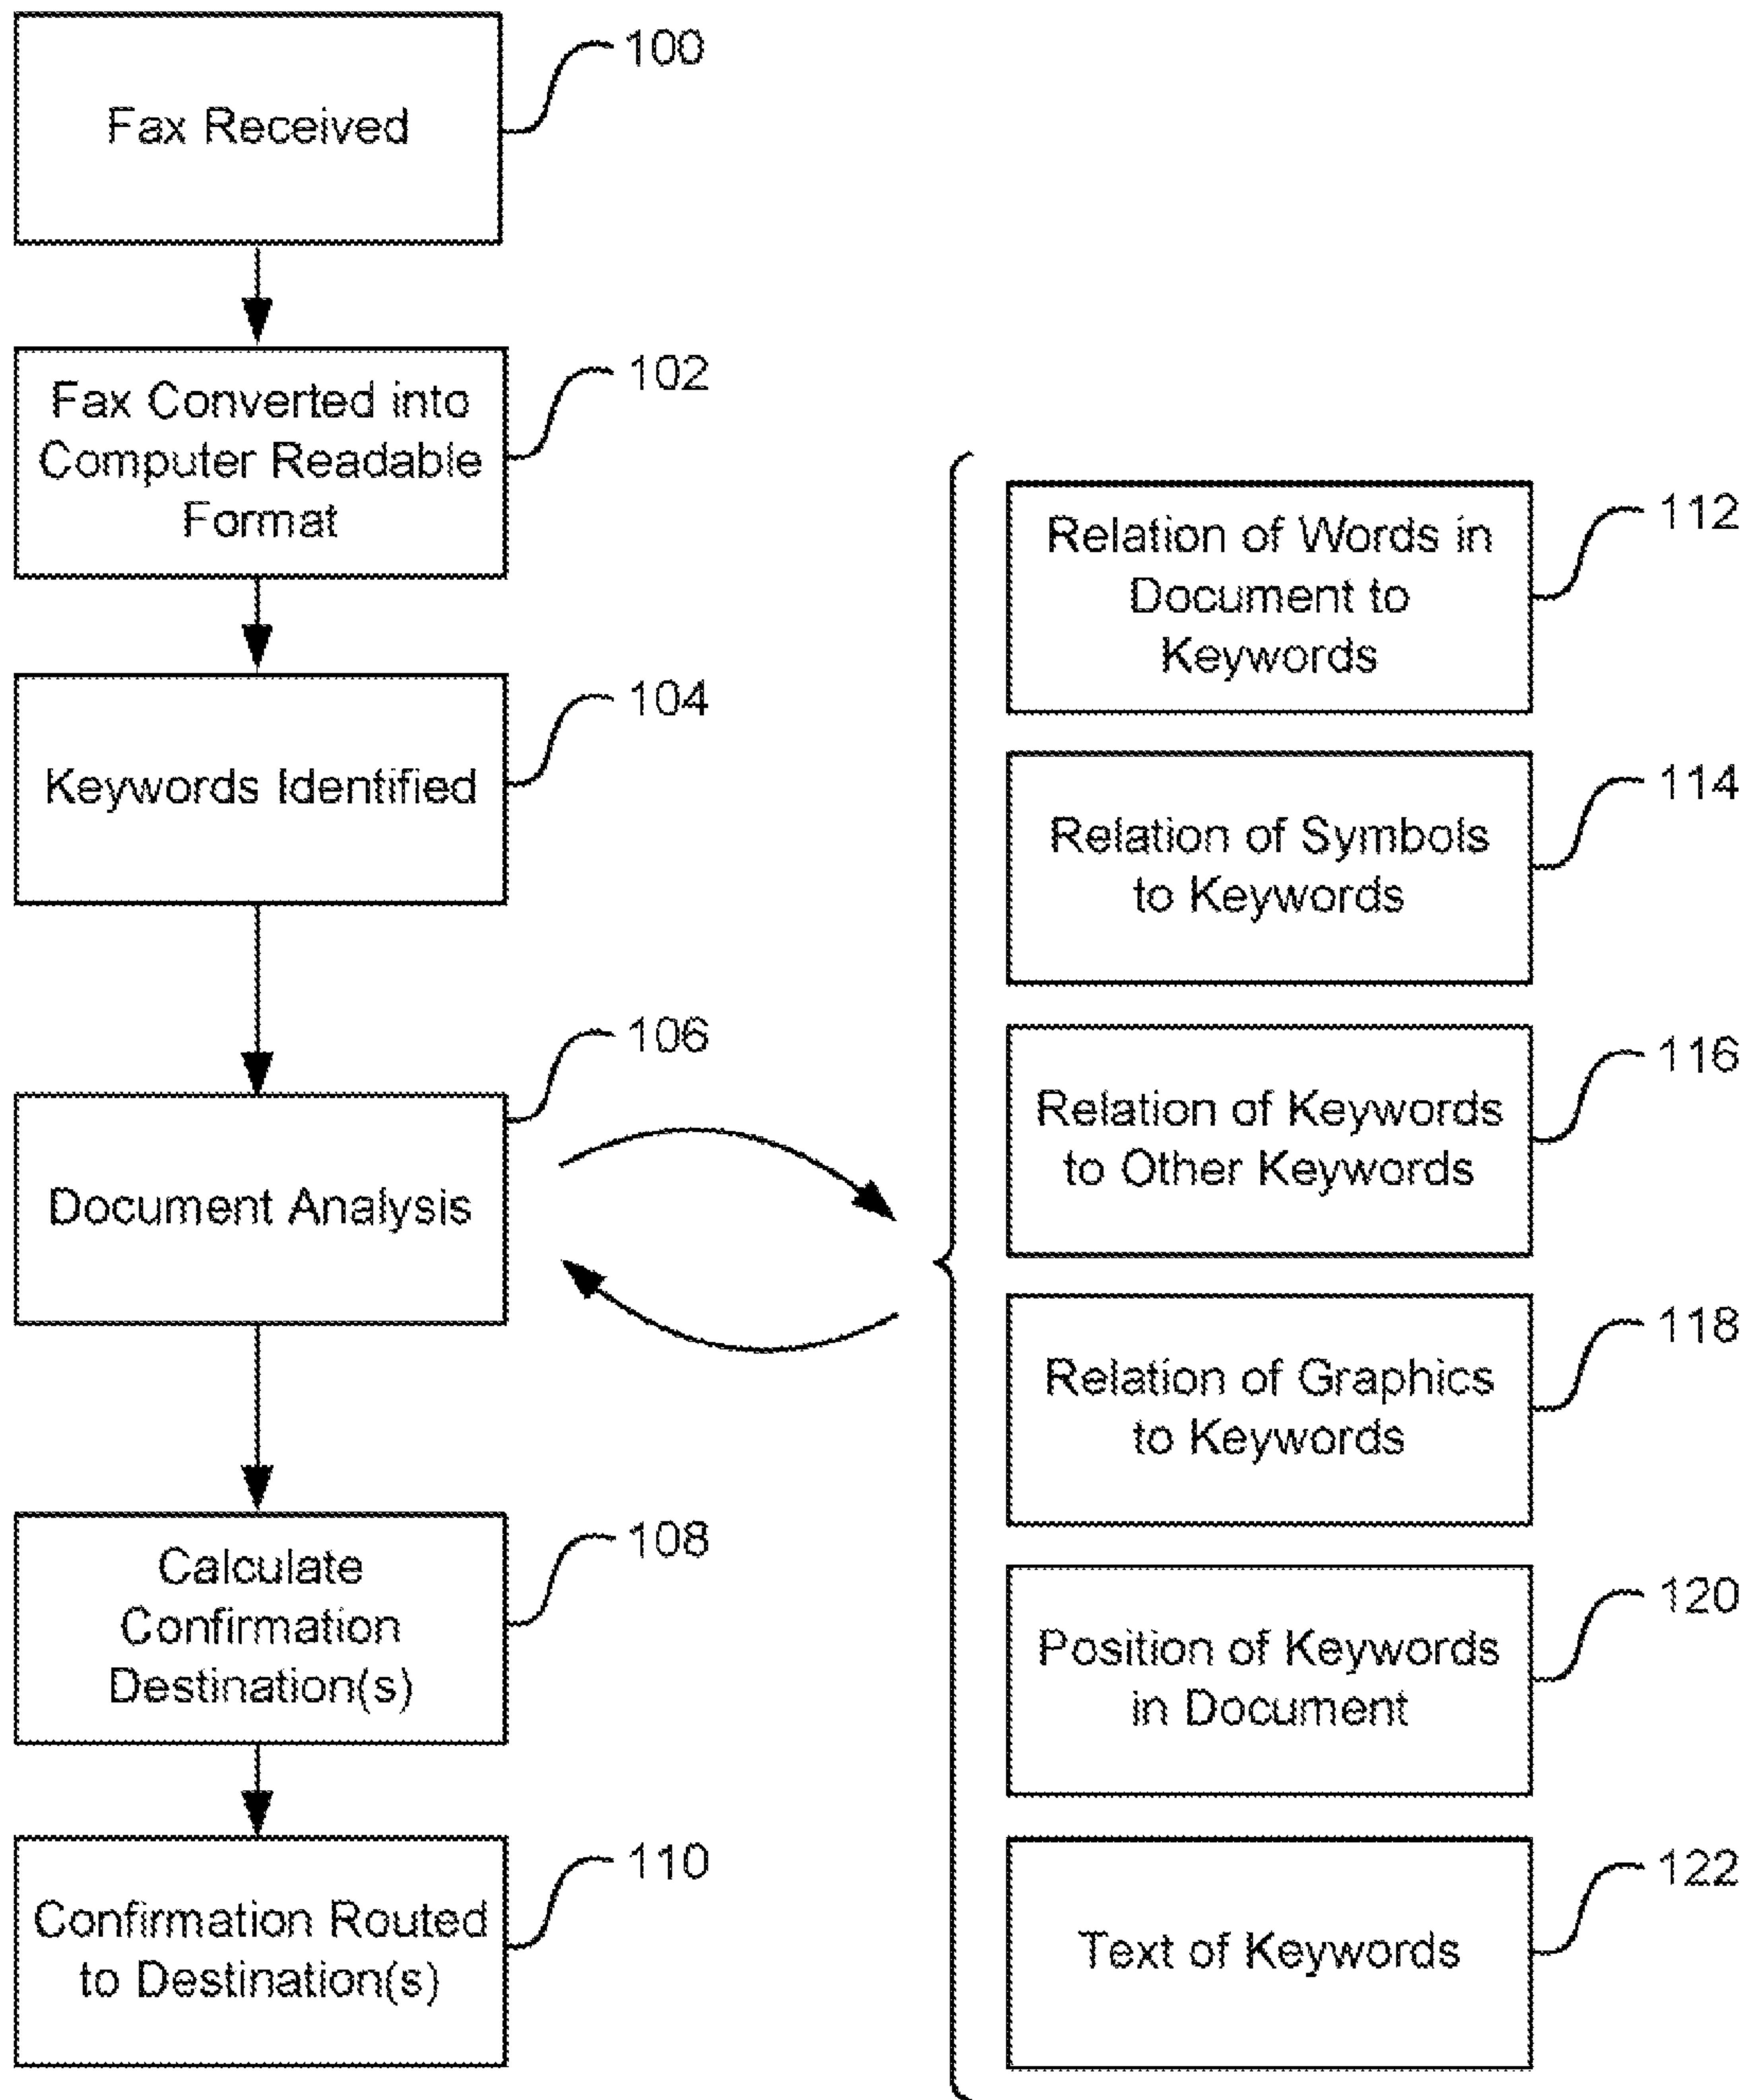 Fax Received
100
Fax Converted into
Computer Readable
Format
102
Keywords Identified
104
Document Analysis
106
Calculate
Confirmation
Destination(s)
108
Confirmation Routed
to Destination(s)
110
Relation of Words in
Document to
Keywords
112
Relation of Symbols
to Keywords
114
Relation of Keywords
to Other Keywords
116
Relation of Graphics
to Keywords
118
Position of Keywords
in Document
120
Text of Keywords
122